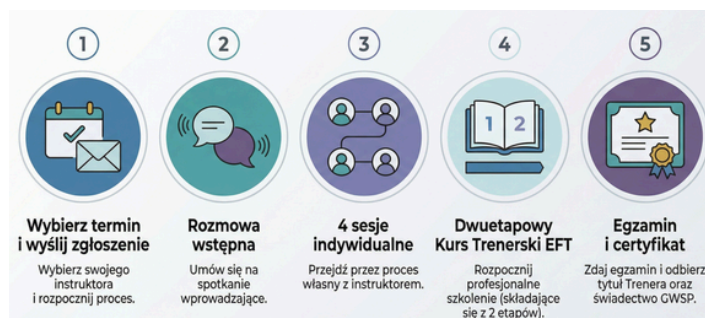 1
2
3
4
5
1 2
Wybierz termin
i wyślij zgłoszenie
Wybierz swojego
instruktora
i rozpocznij proces.
Rozmowa
wstępna
Umów się na
spotkanie
wprowadzające.
4 sesje
indywidualne
Przejdź przez proces
własny z instruktorem.
Dwuetapowy
Kurs Trenerski EFT
Rozpocznij
profesjonalne
szkolenie (składające
się z 2 etapów).
Egzamin
i certyfikat
Zdaj egzamin i odbierz
tytuł Trenera oraz
świadectwo GWSP.